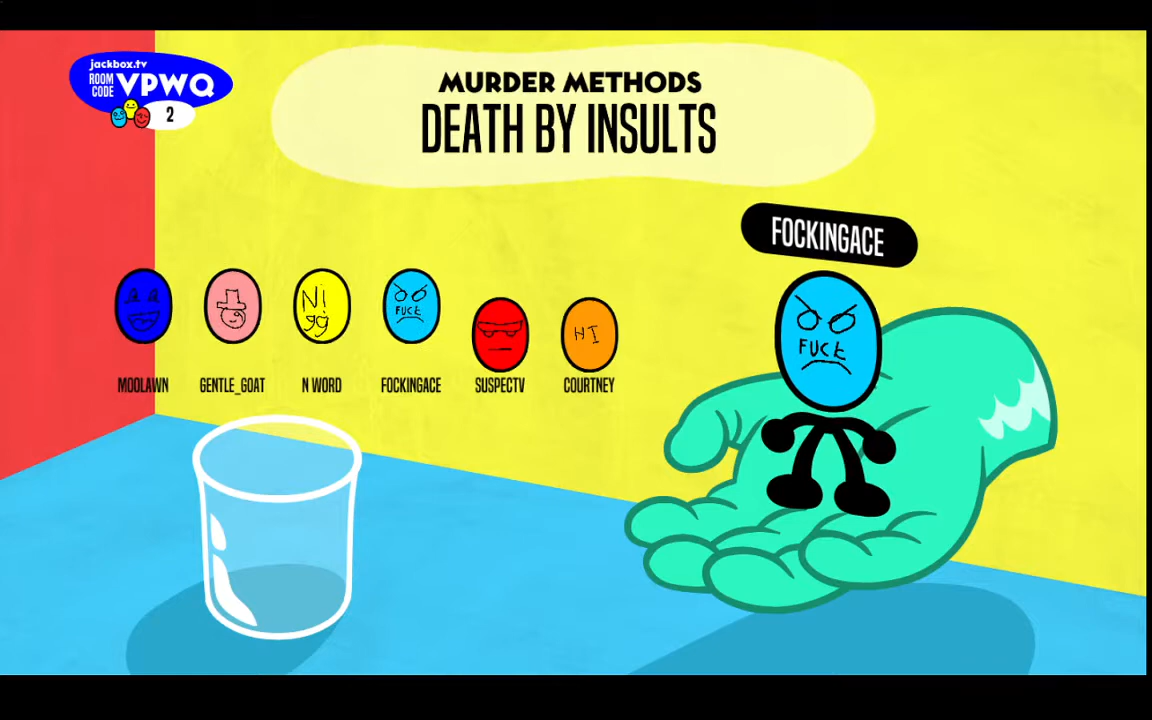 jackbox.tv
ROOM CODE VPWQ
2
MURDER METHODS
DEATH BY INSULTS
FOCKINGACE
Ni
gg
FUCK
HI
FUCK
MOOLAWN GENTLE_GOAT N WORD FOCKINGACE SUSPECTV COURTNEY